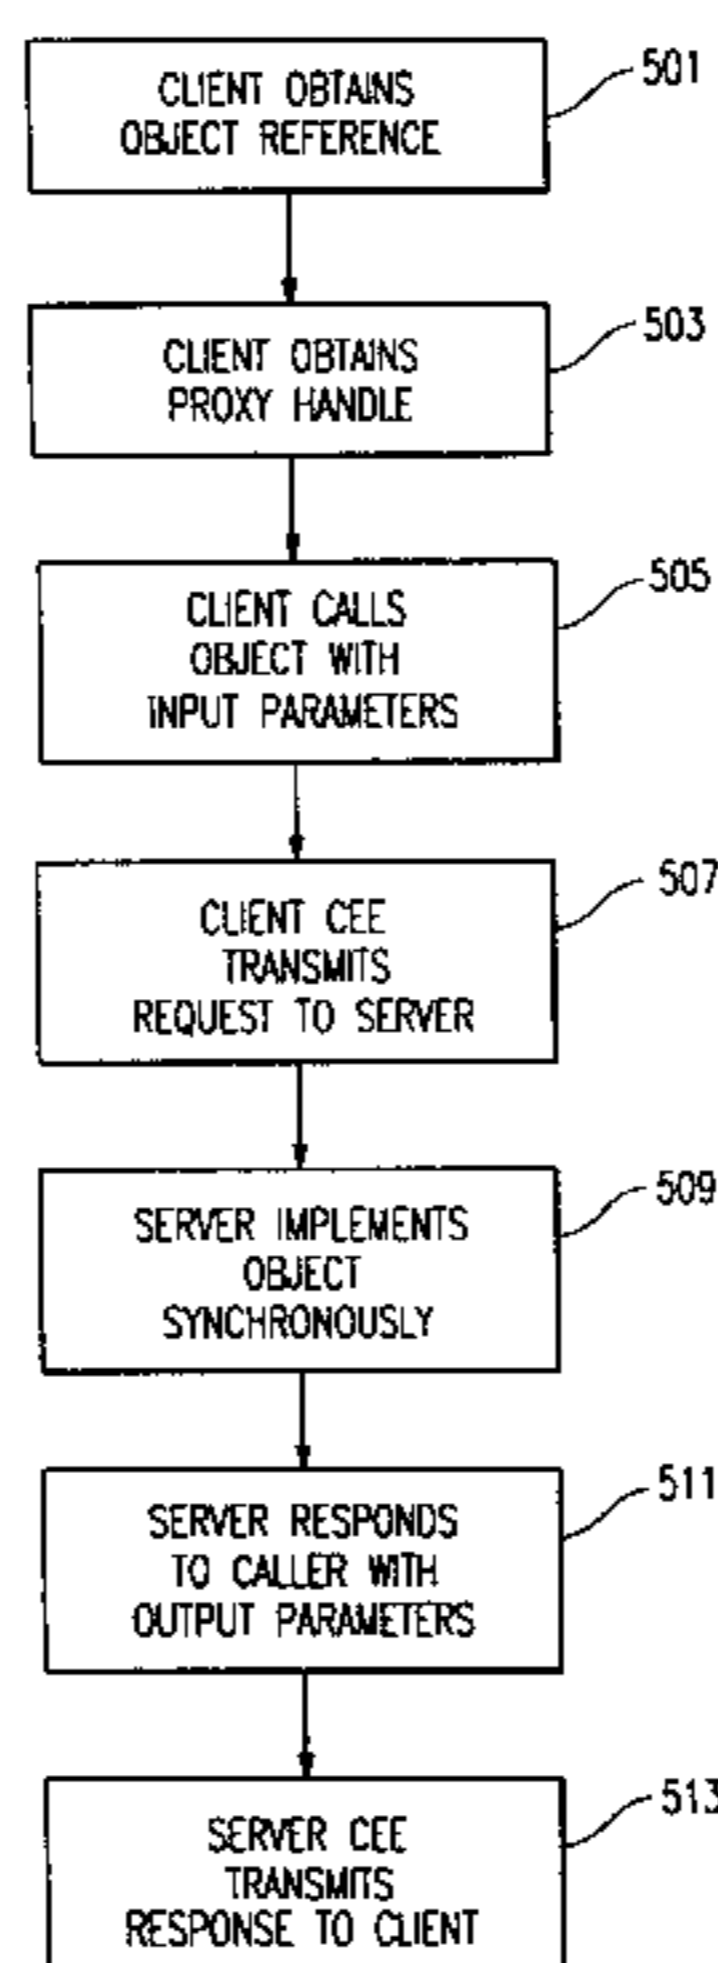 CLIENT OBTAINS
OBJECT REFERENCE
501
CLIENT OBTAINS
PROXY HANDLE
503
CLIENT CALLS
OBJECT WITH
INPUT PARAMETERS
505
CLIENT CEE
TRANSMITS
REQUEST TO SERVER
507
SERVER IMPLEMENTS
OBJECT
SYNCHRONOUSLY
509
SERVER RESPONDS
TO CALLER WITH
OUTPUT PARAMETERS
511
SERVER CEE
TRANSMITS
RESPONSE TO CLIENT
513